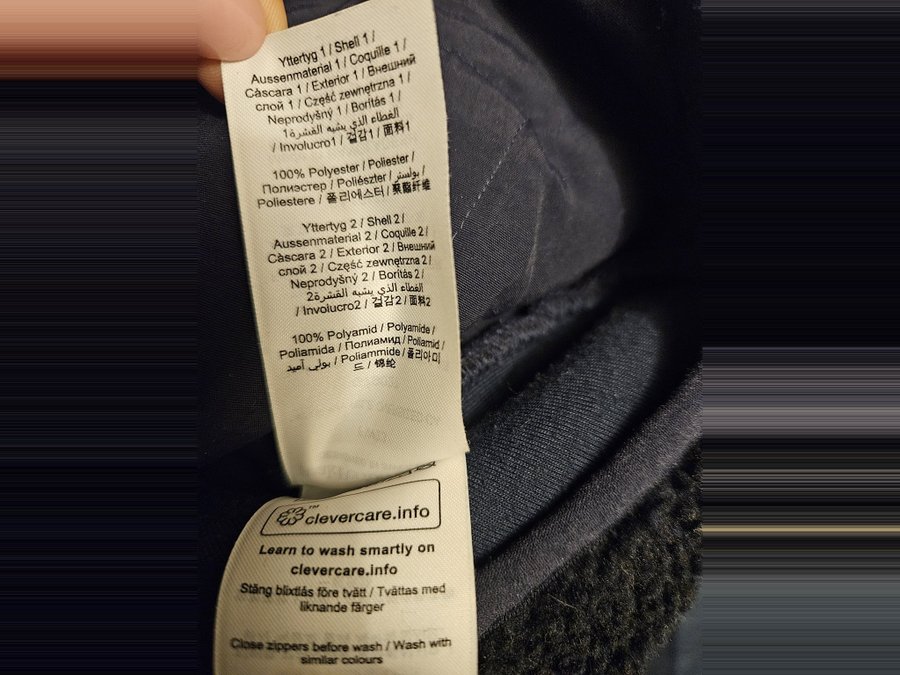 Yttertyg 1 / Shell 1 /
Aussenmaterial 1 / Coquille 1 /
Càscara 1 / Exterior 1 / Внешний
слой 1 / Część zewnętrzna 1 /
Neprodyšný 1 / Borítás 1 /
الغطاء الذي يشبه القشرة1
/ Involucro1 / 겉감1 / 面料1
100% Polyester / Poliester /
Полиэстер / Poliészter / بولستر /
Poliestere / 폴리에스터 / 聚酯纤维
Yttertyg 2 / Shell 2 /
Aussenmaterial 2 / Coquille 2 /
Càscara 2 / Exterior 2 / Внешний
слой 2 / Część zewnętrzna 2 /
Neprodyšný 2 / Borítás 2 /
الغطاء الذي يشبه القشرة2
/ Involucro2 / 겉감2 / 面料2
100% Polyamid / Polyamide /
Poliamida / Полиамид / Poliamid /
بولي آميد / Poliammide / 폴리아미
드 / 锦纶
clevercare.info
Learn to wash smartly on
clevercare.info
Stäng blixtlås före tvätt / Tvättas med
liknande färger
Close zippers before wash / Wash with
similar colours